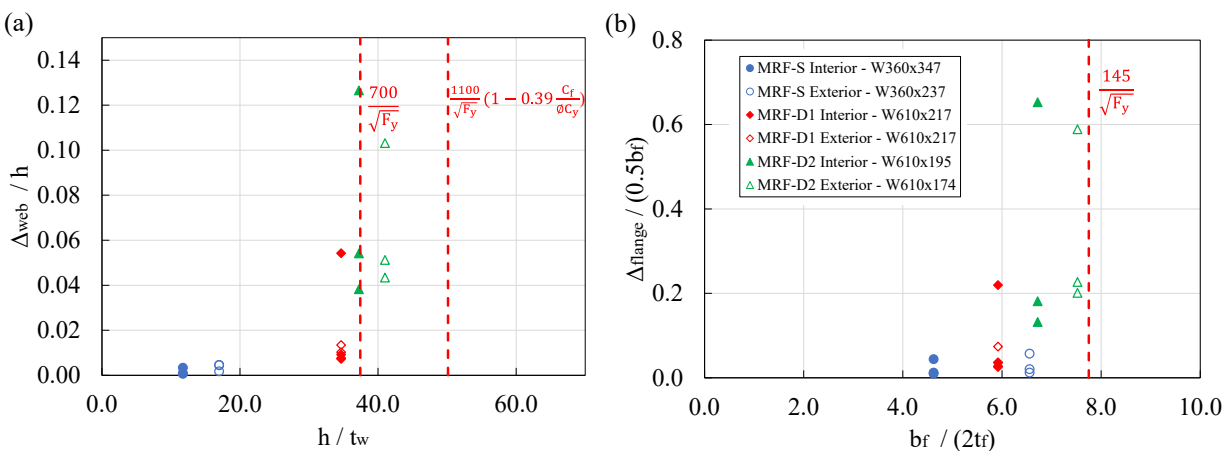 (a)
0.14
0.12
0.10
0.08
0.06
0.04
0.02
0.00
Δweb / h
700
√Fy
1100
√Fy
(1 − 0.39 Cf
∅Cy
)
0.0 20.0 40.0 60.0
h / tw
(b)
0.8
0.6
0.4
0.2
0.0
Δflange / (0.5bf)
MRF-S Interior - W360x347
MRF-S Exterior - W360x237
MRF-D1 Interior - W610x217
MRF-D1 Exterior - W610x217
MRF-D2 Interior - W610x195
MRF-D2 Exterior - W610x174
145
√Fy
0.0 2.0 4.0 6.0 8.0 10.0
bf / (2tf)